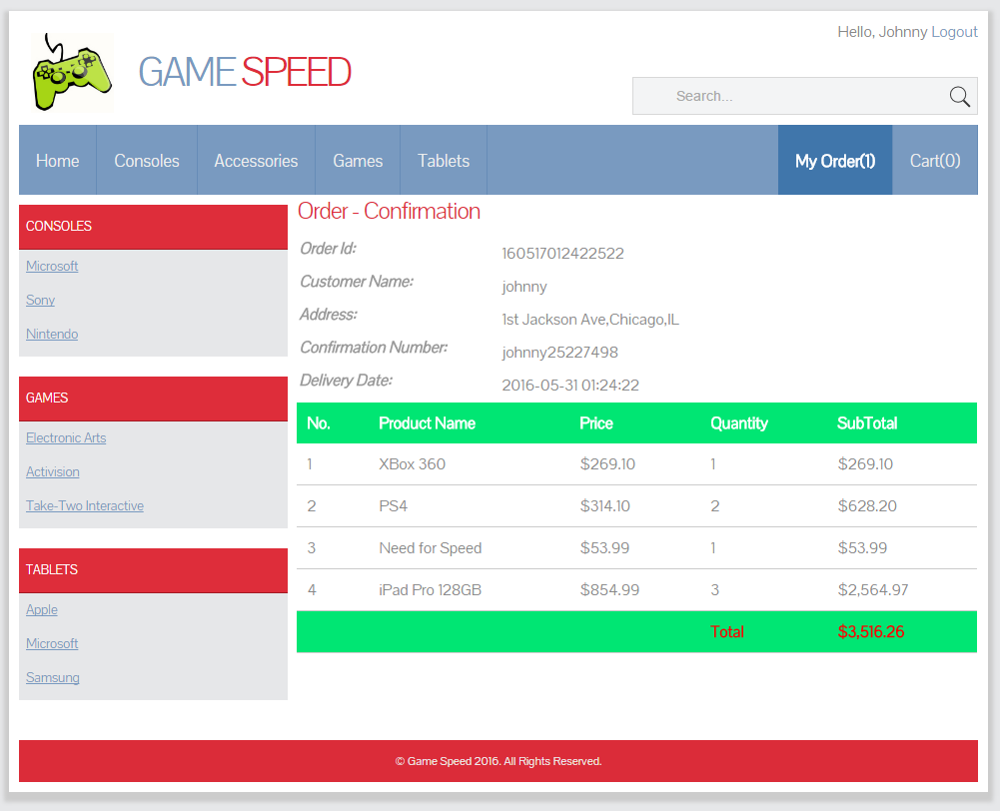 Hello, Johnny Logout
GAMESPEED
Search...
Home Consoles Accessories Games Tablets My Order(1) Cart(0)
CONSOLES
Microsoft
Sony
Nintendo
GAMES
Electronic Arts
Activision
Take-Two Interactive
TABLETS
Apple
Microsoft
Samsung
Order - Confirmation
Order Id: 160517012422522
Customer Name: johnny
Address: 1st Jackson Ave,Chicago,IL
Confirmation Number: johnny25227498
Delivery Date: 2016-05-31 01:24:22
No. Product Name Price Quantity SubTotal
1 XBox 360 $269.10 1 $269.10
2 PS4 $314.10 2 $628.20
3 Need for Speed $53.99 1 $53.99
4 iPad Pro 128GB $854.99 3 $2,564.97
Total $3,516.26
© Game Speed 2016. All Rights Reserved.